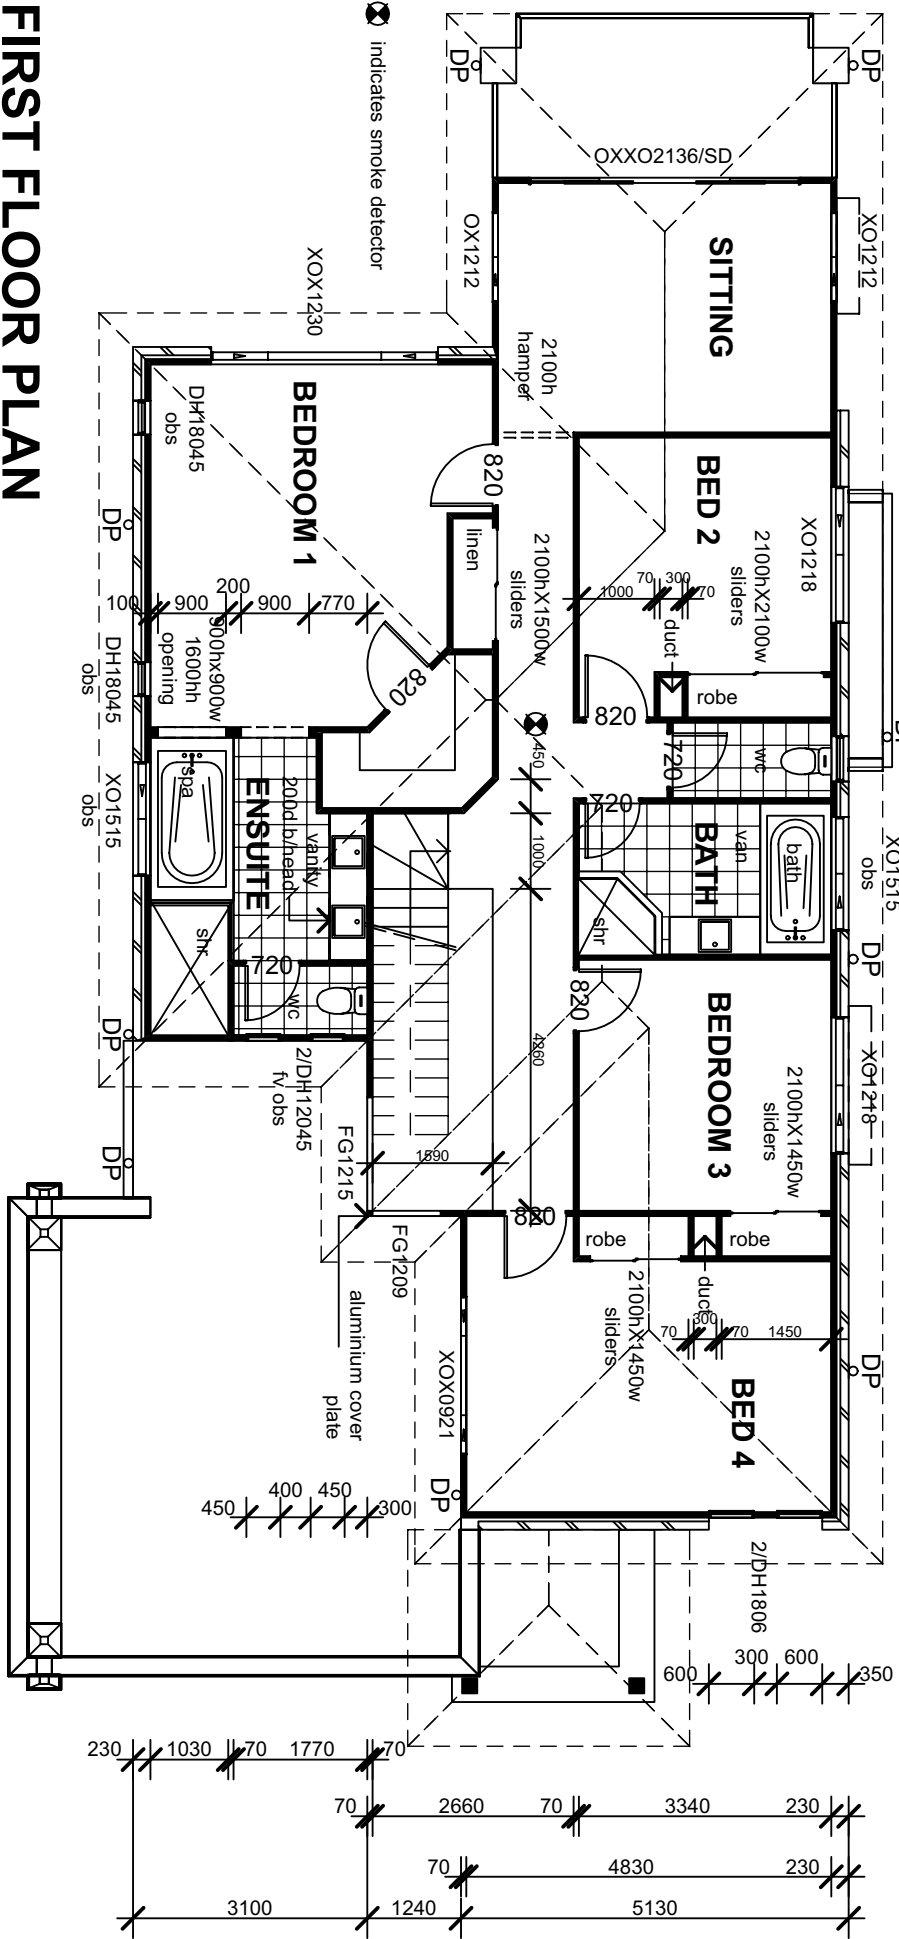 FIRST FLOOR PLAN
indicates smoke detector
DP
DP
OXXO2136/SD
OX1212
XO1212
SITTING
XOX1230
2100h
hamper
BEDROOM 1
DH18045
obs
820
linen
2100hX1500w
sliders
BED 2
XO1218
2100hX2100w
sliders
70
300
70
1000
duct
robe
820
DP
100
900
200
900
770
900hx900w
1600hh
opening
DH18045
obs
820
720
wc
450
1000
720
XO1515
obs
spa
ENSUITE
200d b/head
vanity
BATH
van
bath
XO1515
obs
shr
shr
720
wc
DP
DP
820
BEDROOM 3
2100hX1450w
sliders
XO1218
4260
2/DH12045
fv obs
DP
FG1215
1590
820
FG1209
aluminium cover
plate
robe
robe
duct
2100hX1450w
sliders
70
300
70
1450
XOX0921
BED 4
DP
DP
450
400
450
300
2/DH1806
600
300
600
350
230
1030
70
1770
70
70
2660
70
3340
230
70
4830
230
3100
1240
5130